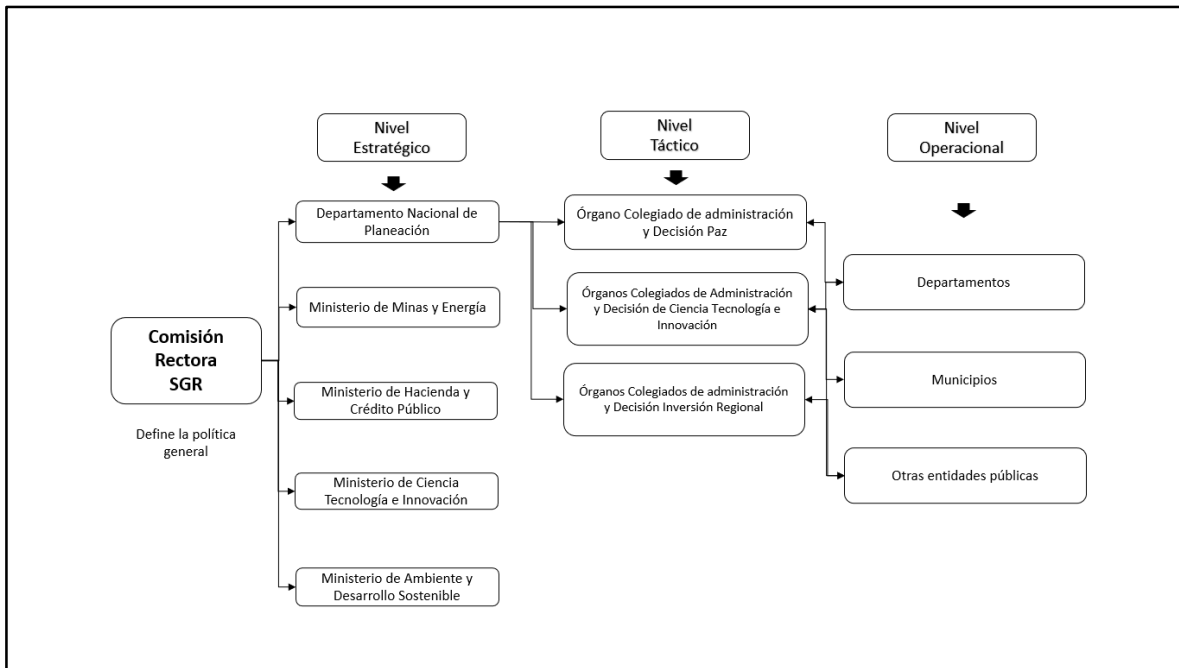 Nivel
Estratégico
Nivel
Táctico
Nivel
Operacional
Comisión
Rectora
SGR
Define la política
general
Departamento Nacional de
Planeación
Ministerio de Minas y Energía
Ministerio de Hacienda y
Crédito Público
Ministerio de Ciencia
Tecnología e Innovación
Ministerio de Ambiente y
Desarrollo Sostenible
Órgano Colegiado de administración
y Decisión Paz
Órganos Colegiados de Administración
y Decisión de Ciencia Tecnología e
Innovación
Órganos Colegiados de administración
y Decisión Inversión Regional
Departamentos
Municipios
Otras entidades públicas